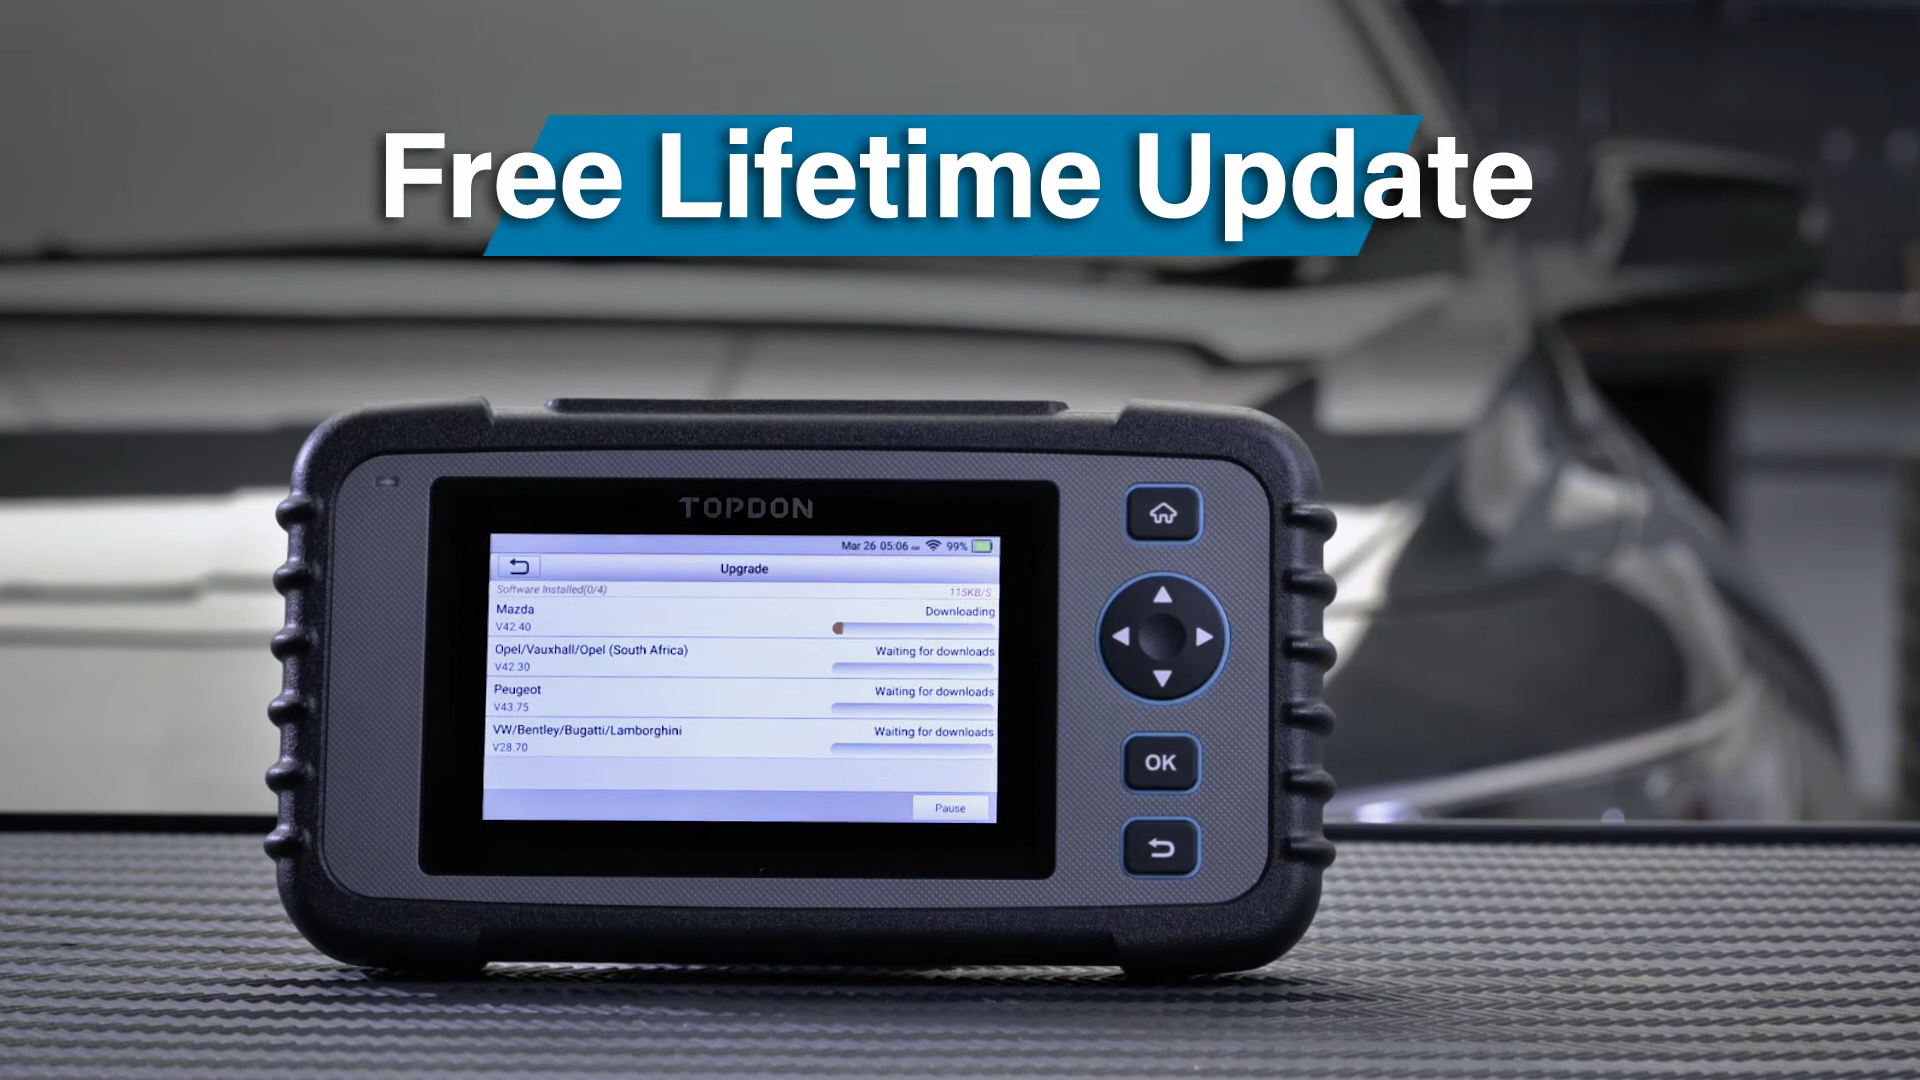 Free Lifetime Update
TOPDON
Mar 26 05:06 99%
Upgrade
Software Installed(0/4) 115KB/S
Mazda Downloading
V42.40
Opel/Vauxhall/Opel (South Africa) Waiting for downloads
V42.30
Peugeot Waiting for downloads
V43.75
VW/Bentley/Bugatti/Lamborghini Waiting for downloads
V28.70
Pause
OK